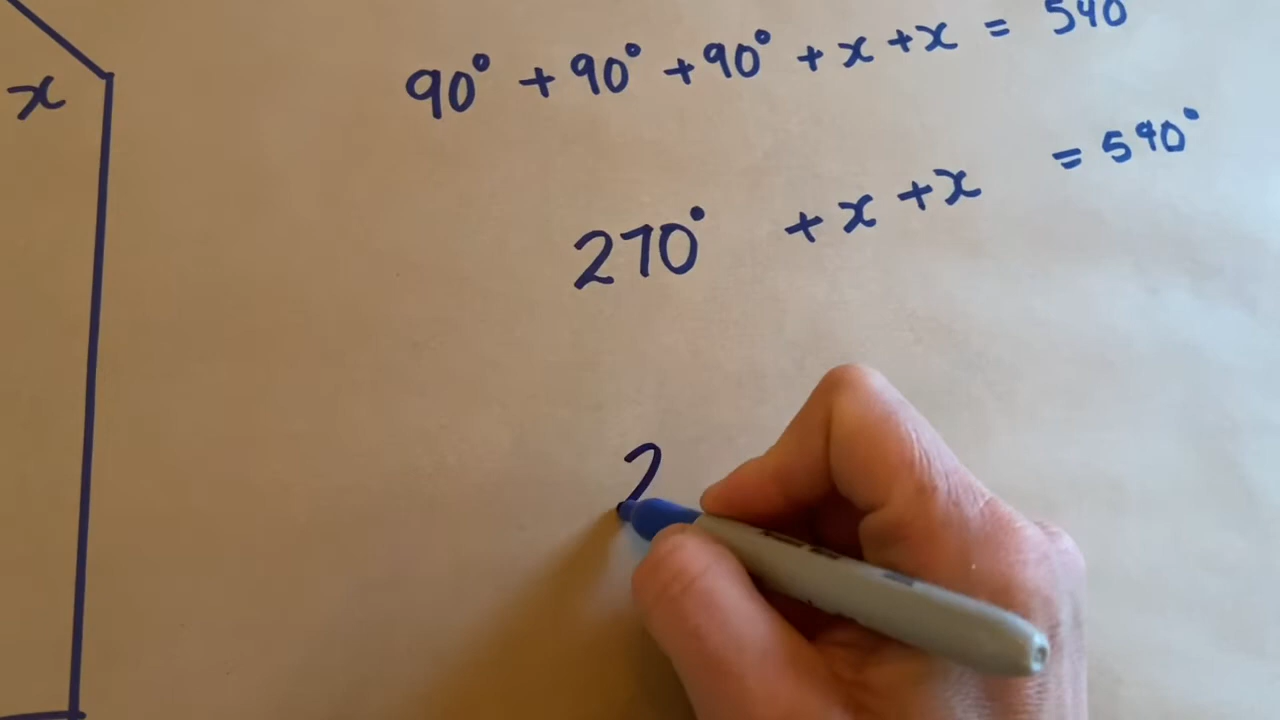 90° + 90° + 90° + x + x = 540
x
270° + x + x = 540°
2